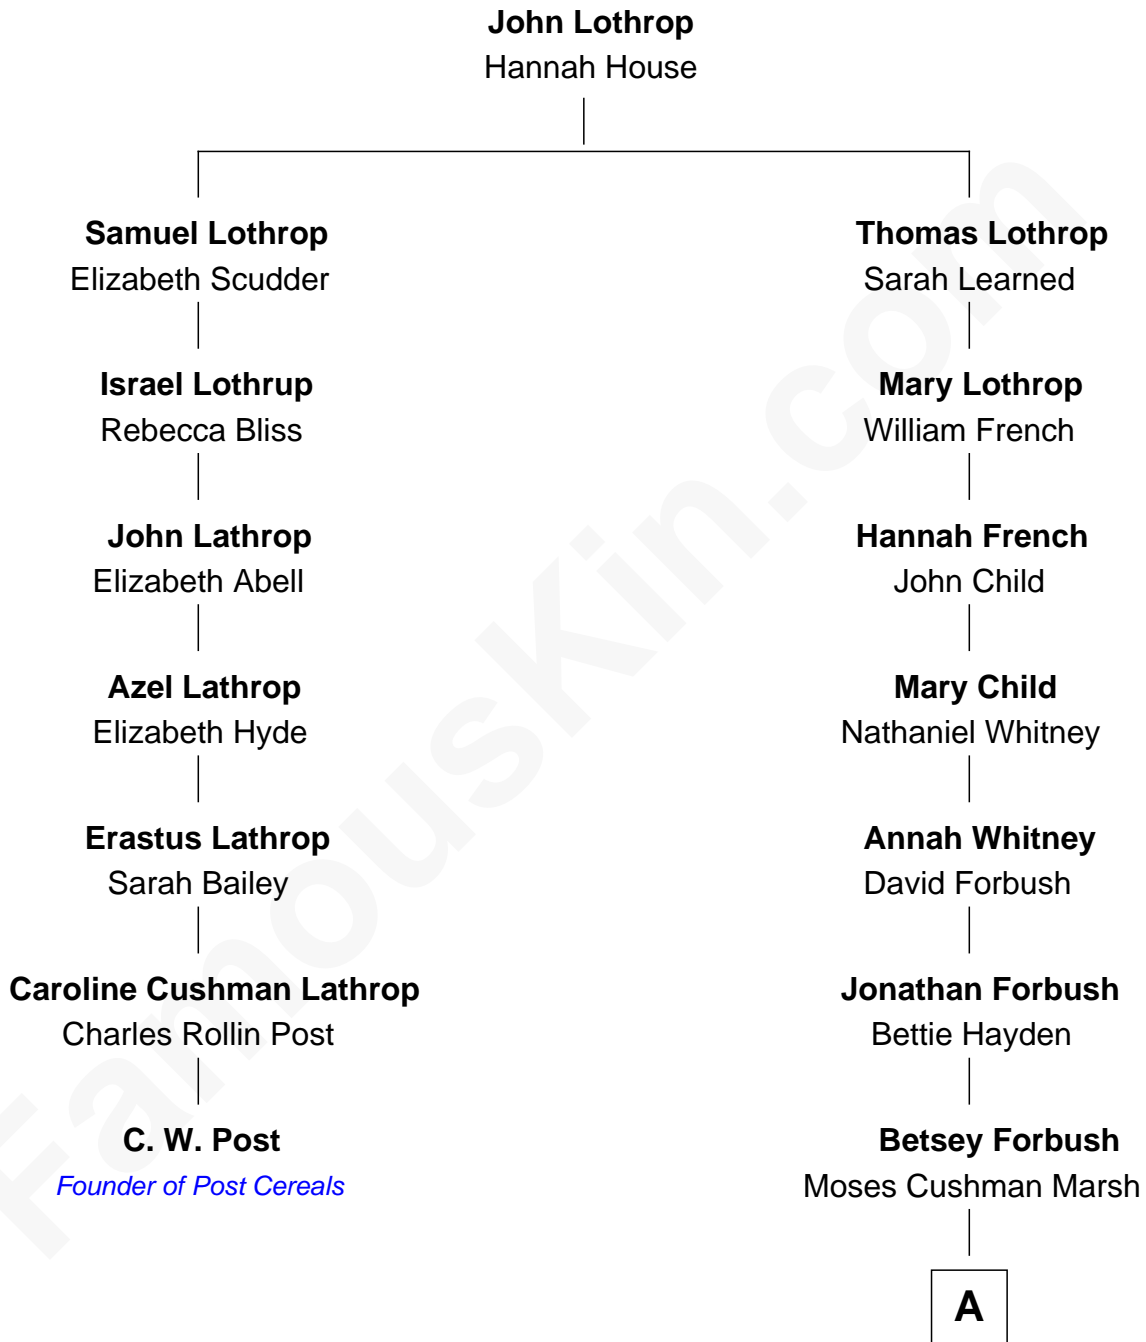 John Lothrop
Hannah House
Samuel Lothrop
Elizabeth Scudder
Thomas Lothrop
Sarah Learned
Israel Lothrup
Rebecca Bliss
Mary Lothrop
William French
John Lathrop
Elizabeth Abell
Hannah French
John Child
Azel Lathrop
Elizabeth Hyde
Mary Child
Nathaniel Whitney
Erastus Lathrop
Sarah Bailey
Annah Whitney
David Forbush
Caroline Cushman Lathrop
Charles Rollin Post
Jonathan Forbush
Bettie Hayden
C. W. Post
Founder of Post Cereals
Betsey Forbush
Moses Cushman Marsh
A
FamousKin.com